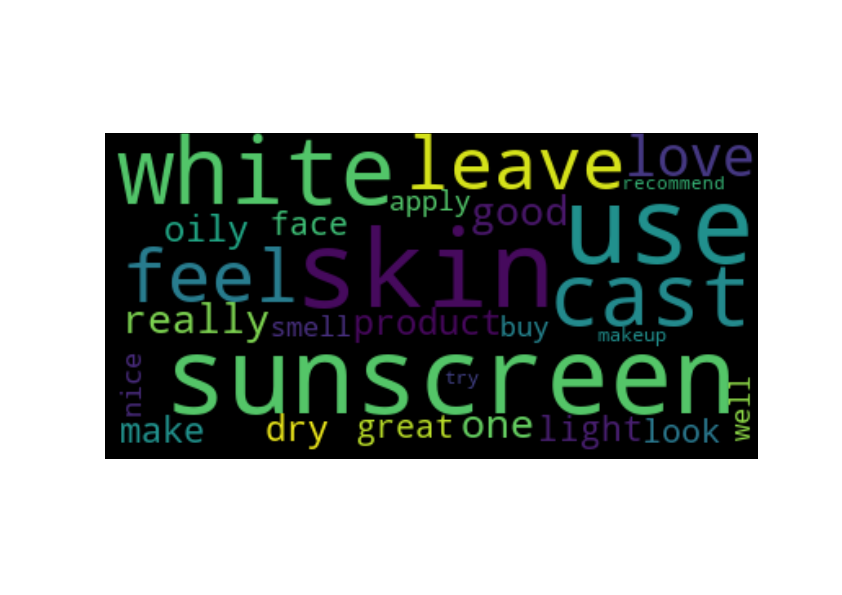 white leave love
recommend
apply
oily face good use
feel skin cast
really smell product buy
makeup
nice sunscreen try
well
make dry great one light look